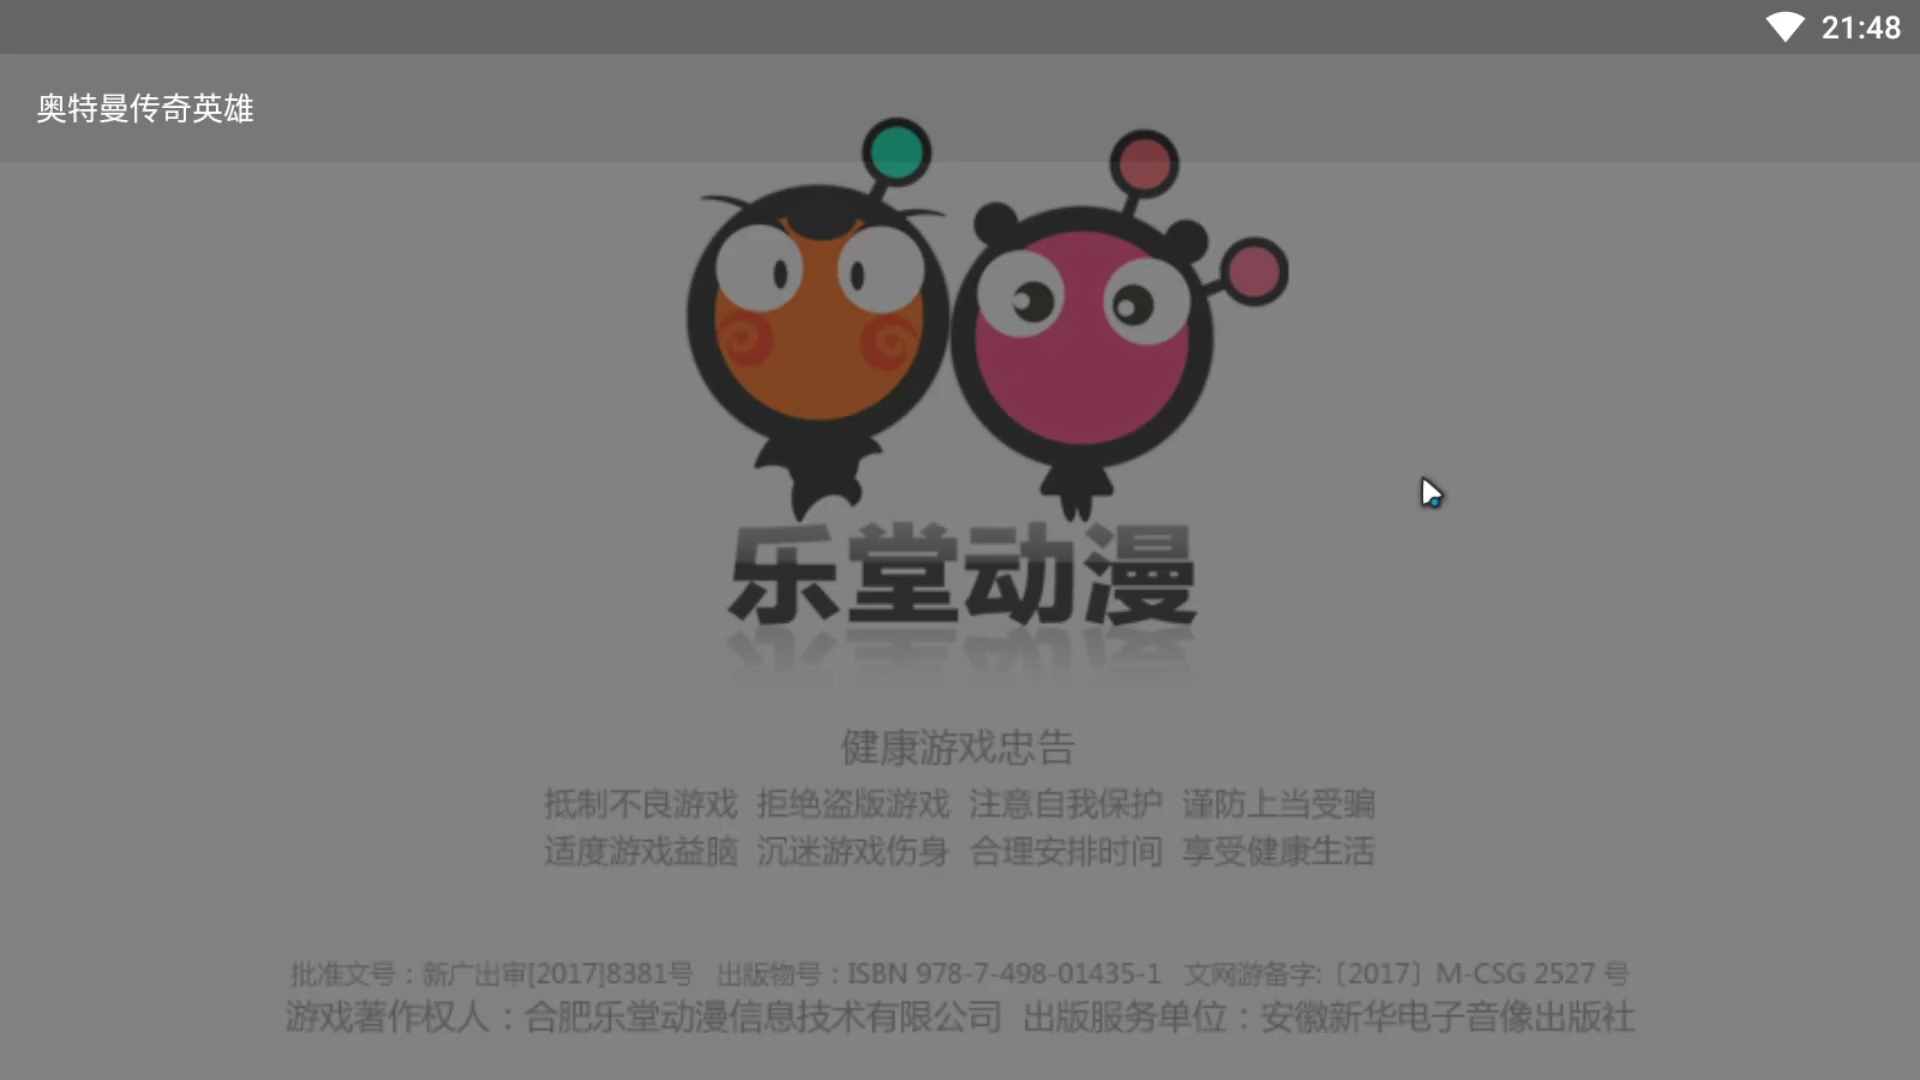 21:48
奥特曼传奇英雄
乐堂动漫
健康游戏忠告
抵制不良游戏 拒绝盗版游戏 注意自我保护 谨防上当受骗
适度游戏益脑 沉迷游戏伤身 合理安排时间 享受健康生活
批准文号：新广出审[2017]8381号 出版物号：ISBN 978-7-498-01435-1 文网游备字:〔2017〕M-CSG 2527 号
游戏著作权人：合肥乐堂动漫信息技术有限公司 出版服务单位：安徽新华电子音像出版社